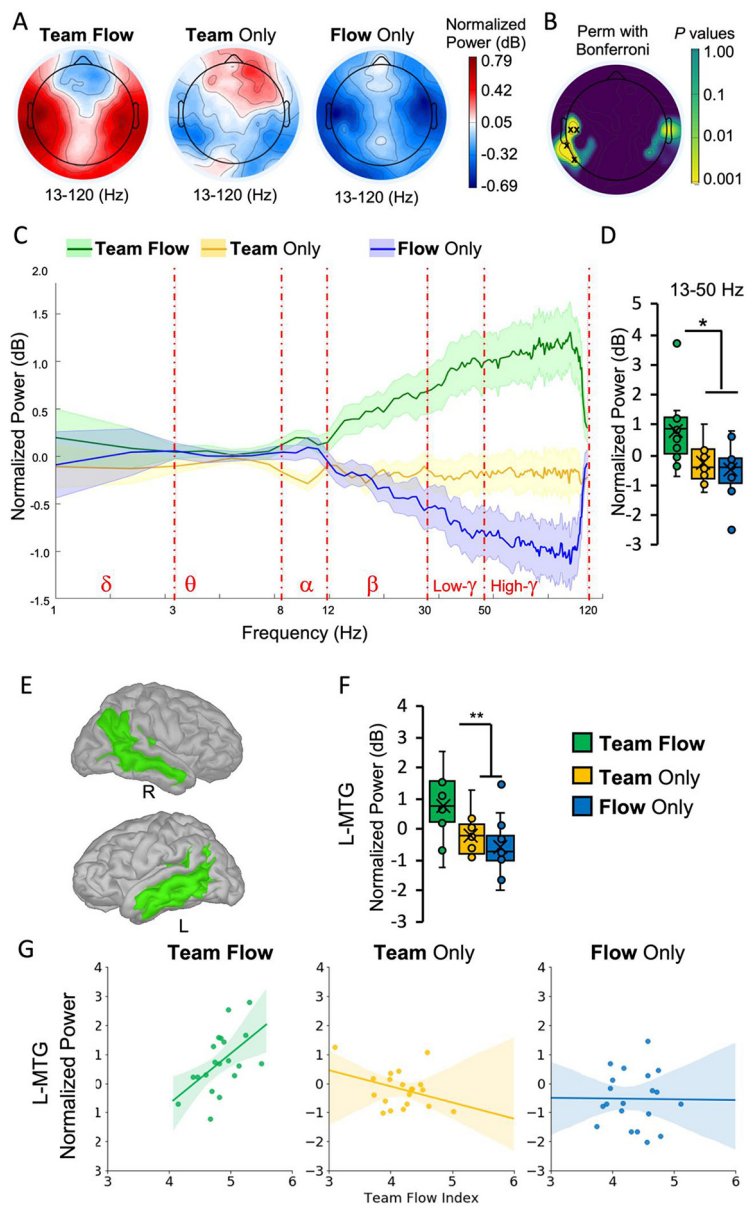 A
Team Flow
Team Only
Flow Only
Normalized
Power (dB)
0.79
0.54
0.30
0.05
-0.20
-0.44
-0.69
13-120 (Hz)
13-120 (Hz)
13-120 (Hz)
B
Perm with
Bonferroni
P values
1.00
0.1
0.01
0.001
xx
x
x
C
Team Flow
Team Only
Flow Only
Normalized Power (dB)
2.0
1.5
1.0
0.5
0.0
-0.5
-1.0
-1.5
δ
θ
α
β
Low-γ
High-γ
1
3
8
12
30
50
120
Frequency (Hz)
D
13-50 Hz
Normalized Power (dB)
5
4
3
2
1
0
-1
-2
-3
*
E
R
L
F
L-MTG
Normalized Power (dB)
4
3
2
1
0
-1
-2
-3
**
Team Flow
Team Only
Flow Only
G
Team Flow
Team Only
Flow Only
L-MTG
Normalized Power
4
3
2
1
0
1
2
3
3
4
5
6
4
3
2
1
0
−1
−2
−3
3
4
5
6
4
3
2
1
0
−1
−2
−3
3
4
5
6
Team Flow Index